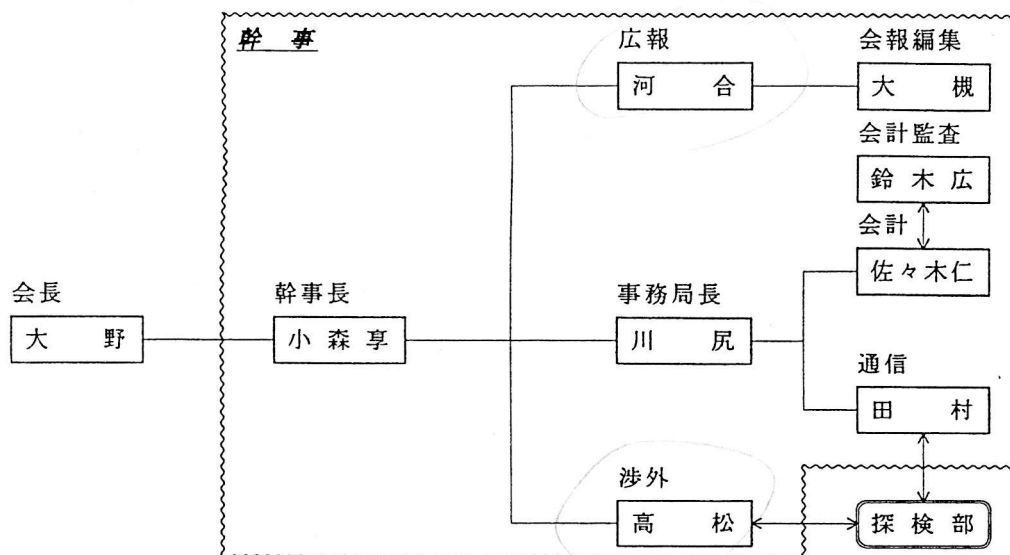 幹 事
広報
河 合
会報編集
大 槻
会計監査
鈴 木 広
会計
佐々木仁
会長
大 野
幹事長
小 森 享
事務局長
川 尻
通信
田 村
渉外
高 松
探 検 部